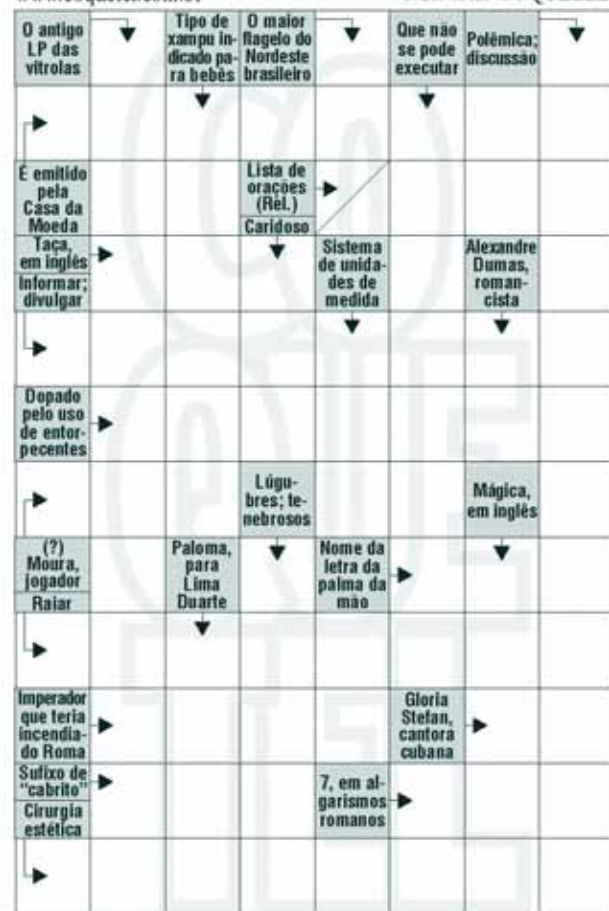 O antigo
LP das
vitrolas
Tipo de
xampu in-
dicado pa-
ra bebês
O maior
flagelo do
Nordeste
brasileiro
Que não
se pode
executar
Polêmica;
discussão
É emitido
pela
Casa da
Moeda
Lista de
orações
(Rel.)
Caridoso
Taça,
em inglês
Informar;
divulgar
Sistema
de unida-
des de
medida
Alexandre
Dumas,
roman-
cista
Dopado
pelo uso
de entor-
pecentes
Lúgu-
bres; te-
nebrosos
Mágica,
em inglês
(?)
Moura,
jogador
Raiar
Paloma,
para
Lima
Duarte
Nome da
letra da
palma da
mão
Imperador
que teria
incendia-
do Roma
Gloria
Stefan,
cantora
cubana
Sufixo de
"cabrito"
Cirurgia
estética
7, em al-
garismos
romanos